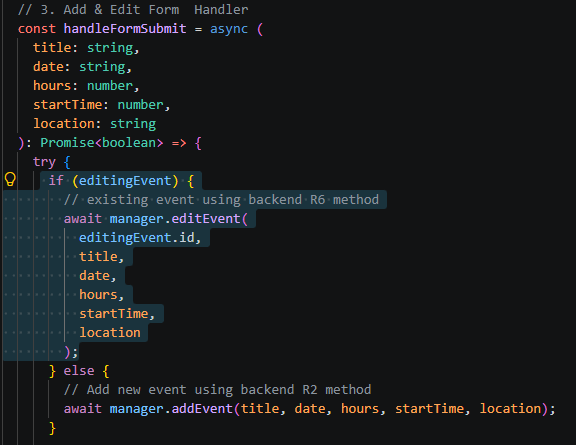 // 3. Add & Edit Form  Handler
const handleFormSubmit = async (
title: string,
date: string,
hours: number,
startTime: number,
location: string
): Promise<boolean> => {
try {
if (editingEvent) {
// existing event using backend R6 method
await manager.editEvent(
editingEvent.id,
title,
date,
hours,
startTime,
location
);
} else {
// Add new event using backend R2 method
await manager.addEvent(title, date, hours, startTime, location);
}